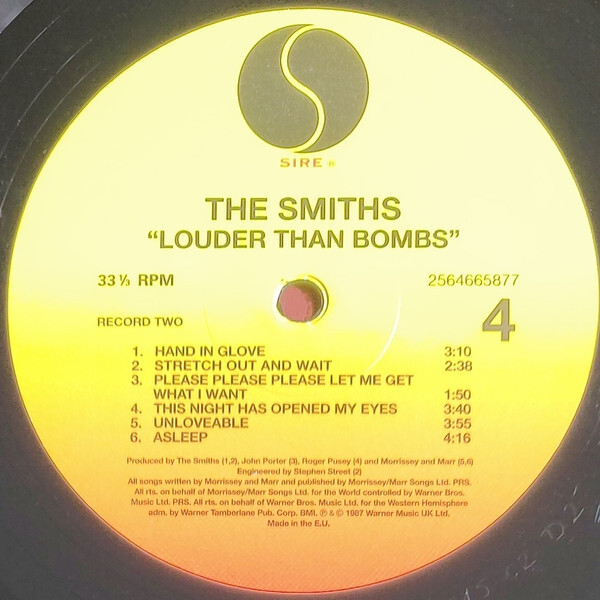 SIRE ®
THE SMITHS
“LOUDER THAN BOMBS”
33 ⅓ RPM 2564665877
RECORD TWO 4
1. HAND IN GLOVE 3:10
2. STRETCH OUT AND WAIT 2:38
3. PLEASE PLEASE PLEASE LET ME GET
WHAT I WANT 1:50
4. THIS NIGHT HAS OPENED MY EYES 3:40
5. UNLOVEABLE 3:55
6. ASLEEP 4:16
Produced by The Smiths (1,2), John Porter (3), Roger Pusey (4) and Morrissey and Marr (5,6)
Engineered by Stephen Street (2)
All songs written by Morrissey and Marr and published by Morrissey/Marr Songs Ltd. PRS.
All rts. on behalf of Morrissey/Marr Songs Ltd. for the World controlled by Warner Bros.
Music Ltd. PRS. All rts. on behalf of Warner Bros. Music Ltd. for the Western Hemisphere
adm. by Warner Tamberlane Pub. Corp. BMI. ℗ & © 1987 Warner Music UK Ltd.
Made in the E.U.